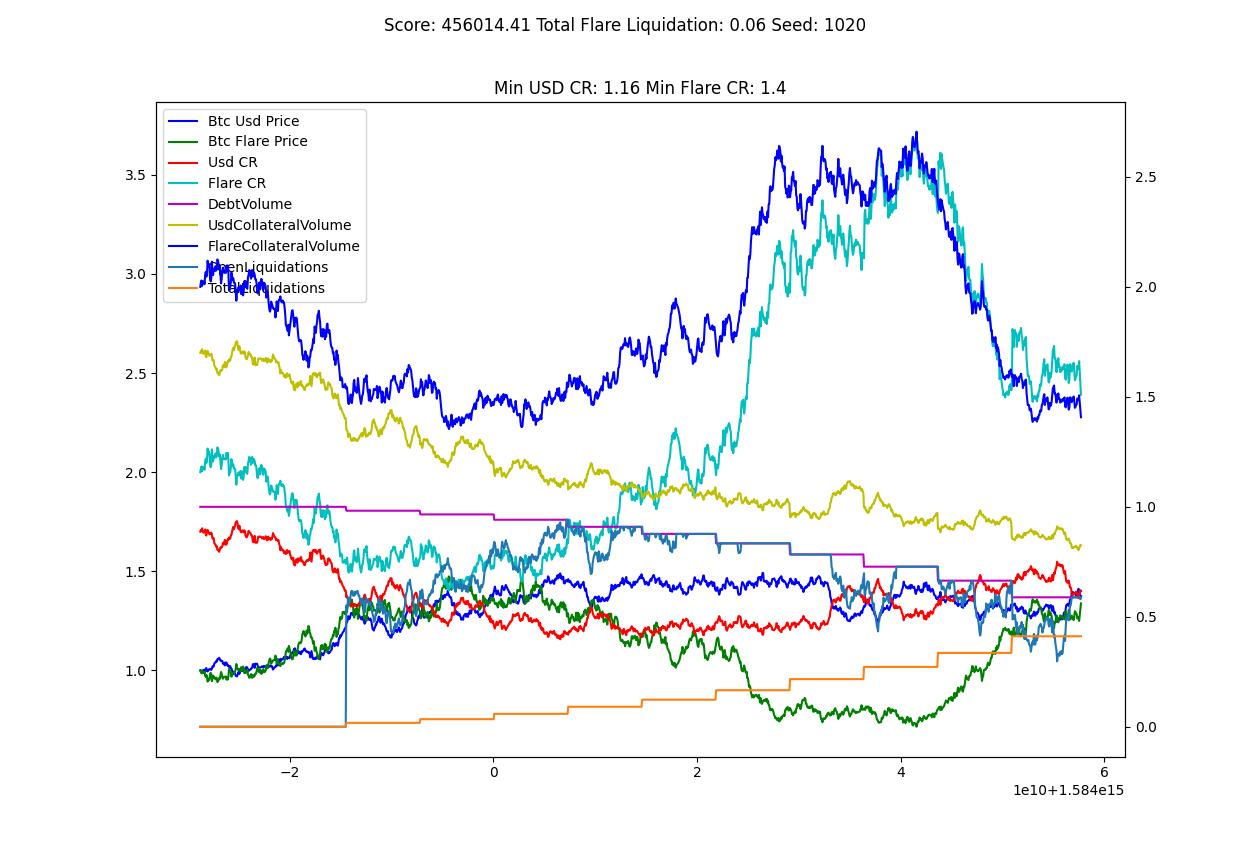 Score: 456014.41 Total Flare Liquidation: 0.06 Seed: 1020
Min USD CR: 1.16 Min Flare CR: 1.4
Btc Usd Price
Btc Flare Price
Usd CR
Flare CR
DebtVolume
UsdCollateralVolume
FlareCollateralVolume
OpenLiquidations
TotalLiquidations
3.5
3.0
2.5
2.0
1.5
1.0
2.5
2.0
1.5
1.0
0.5
0.0
−2
0
2
4
6
1e10+1.584e15